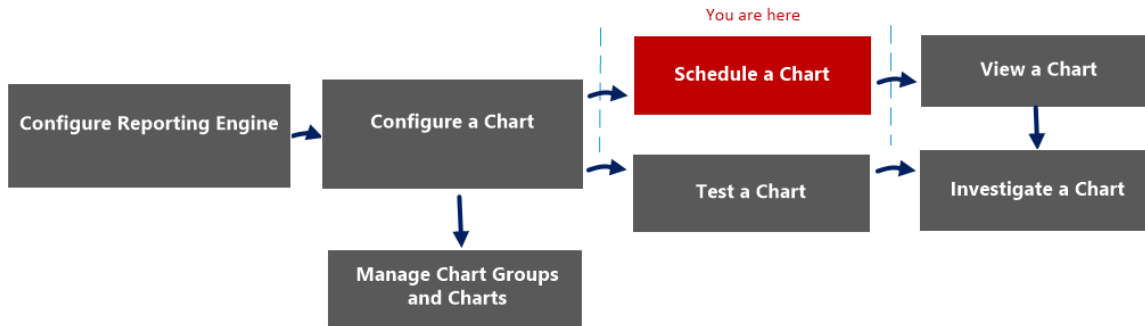 You are here
Schedule a Chart
View a Chart
Configure Reporting Engine
Configure a Chart
Test a Chart
Investigate a Chart
Manage Chart Groups
and Charts